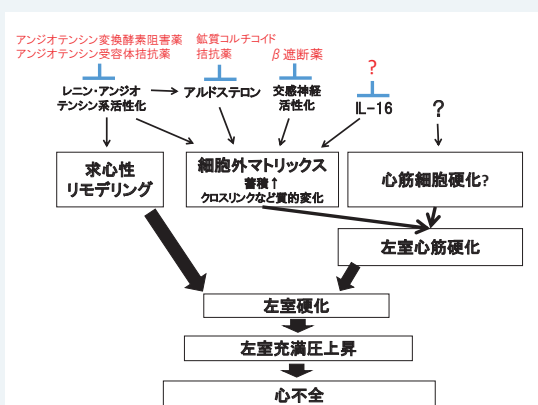 アンジオテンシン変換酵素阻害薬
アンジオテンシン受容体拮抗薬
鉱質コルチコイド
拮抗薬
β遮断薬
?
レニン・アンジオ
テンシン系活性化
アルドステロン
交感神経
活性化
IL-16
?
求心性
リモデリング
細胞外マトリックス
蓄積↑
クロスリンクなど質的変化
心筋細胞硬化?
左室心筋硬化
左室硬化
左室充満圧上昇
心不全